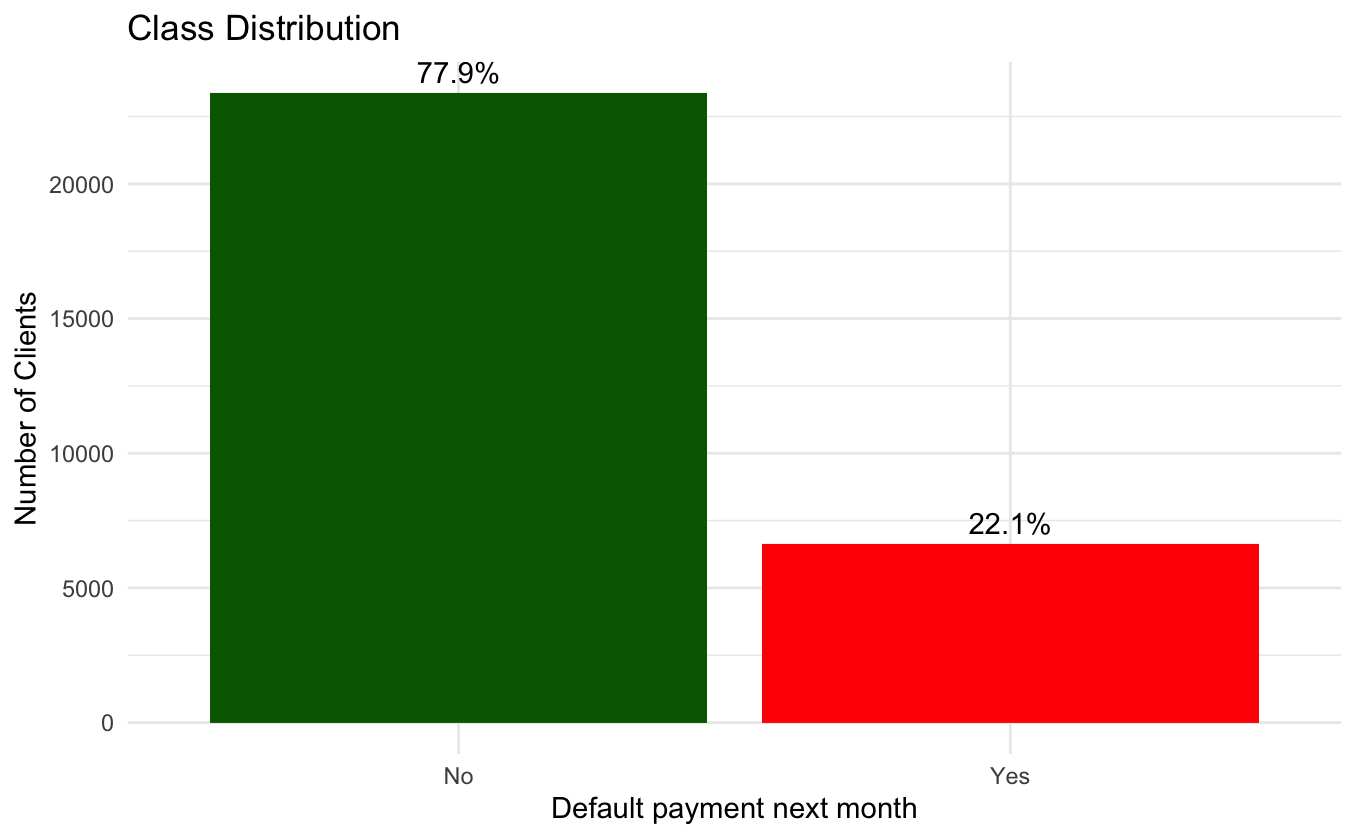 Class Distribution
77.9%
22.1%
20000
15000
10000
5000
0
Number of Clients
No
Yes
Default payment next month